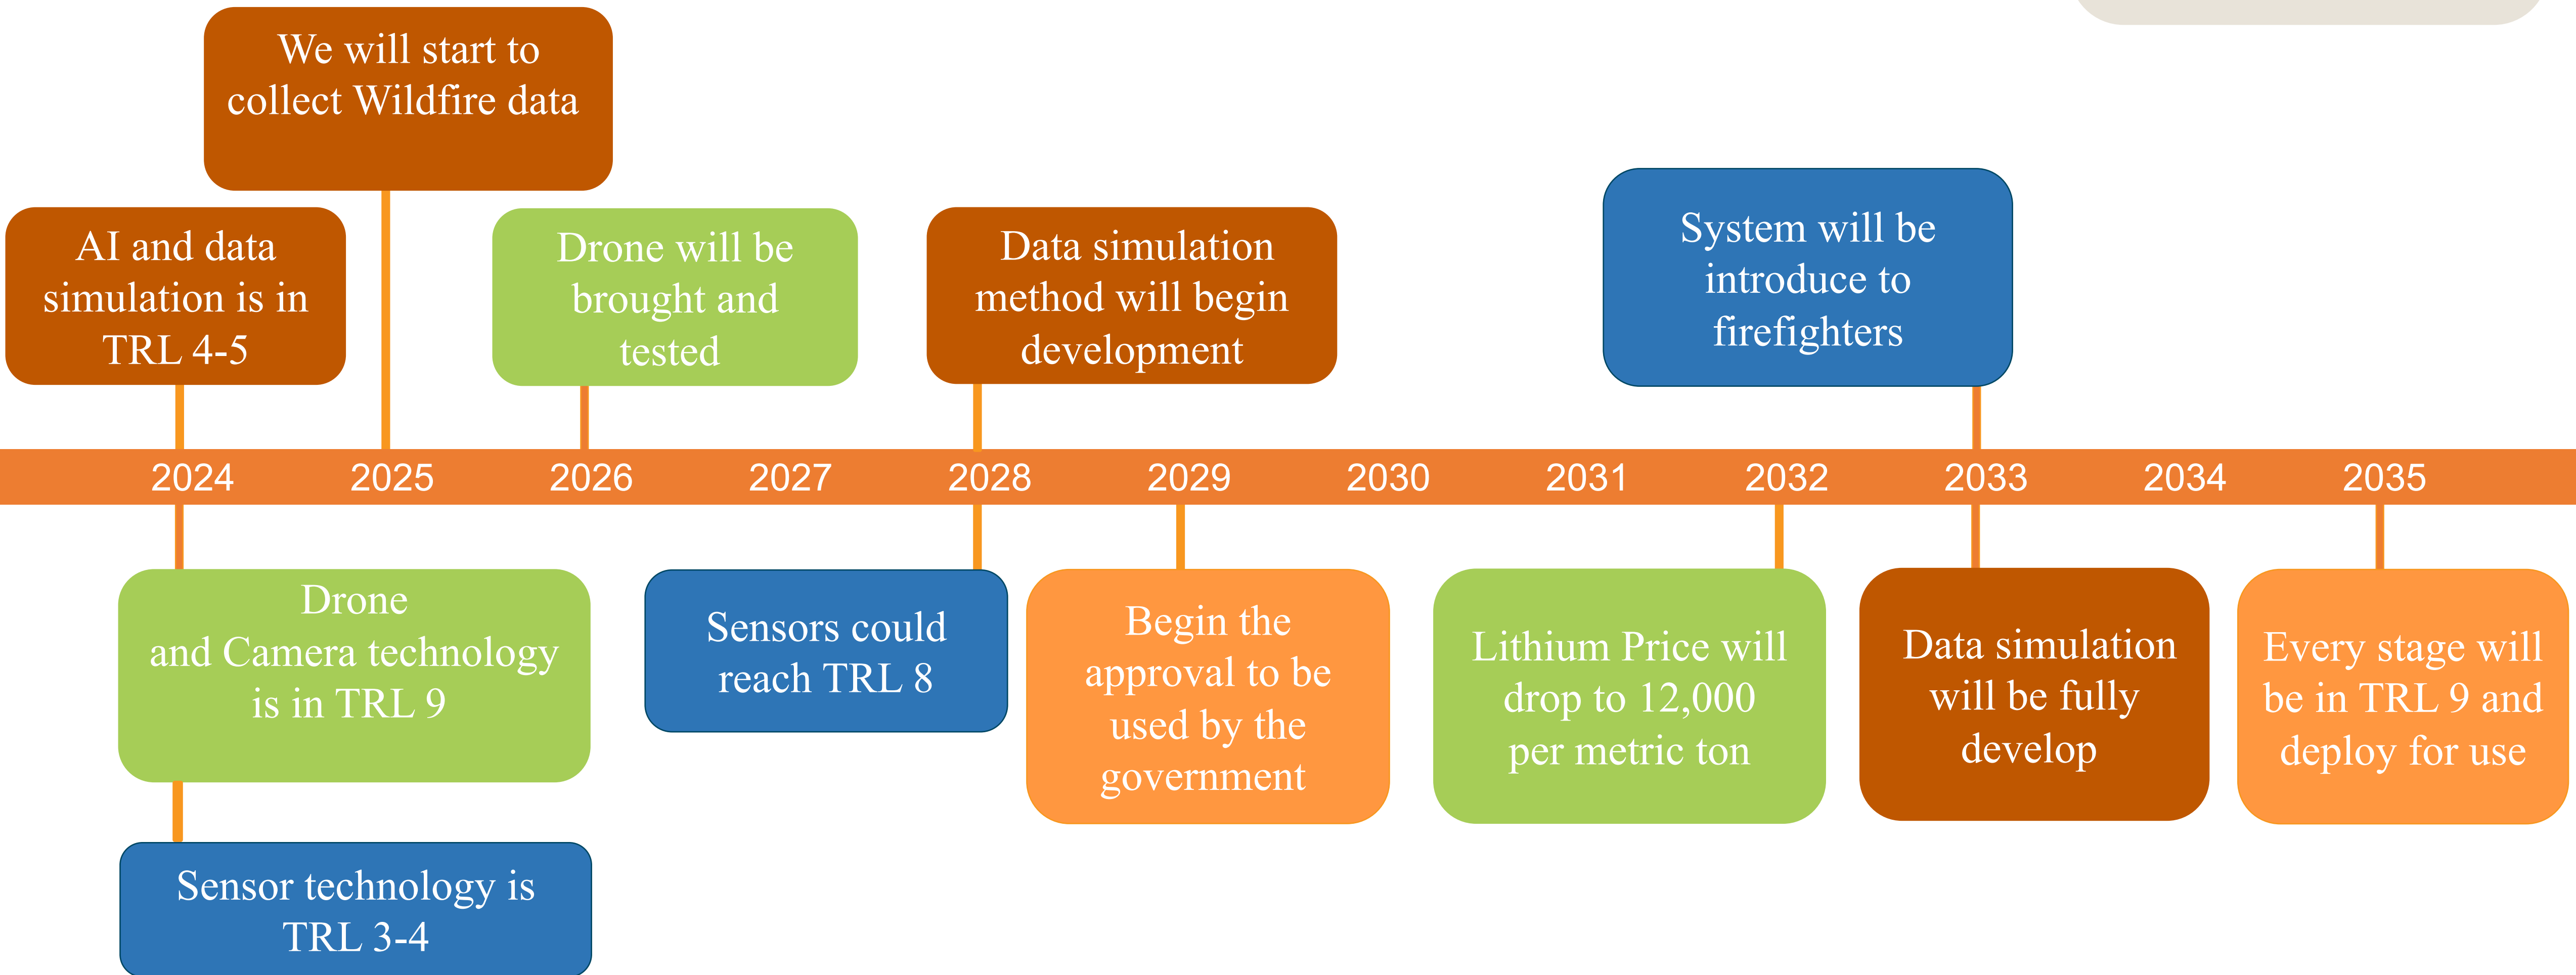 We will start to
collect Wildfire data
AI and data
simulation is in
TRL 4-5
Drone will be
brought and
tested
Data simulation
method will begin
development
System will be
introduce to
firefighters
2024 2025 2026 2027 2028 2029 2030 2031 2032 2033 2034 2035
Drone
and Camera technology
is in TRL 9
Sensor technology is
TRL 3-4
Sensors could
reach TRL 8
Begin the
approval to be
used by the
government
Lithium Price will
drop to 12,000
per metric ton
Data simulation
will be fully
develop
Every stage will
be in TRL 9 and
deploy for use